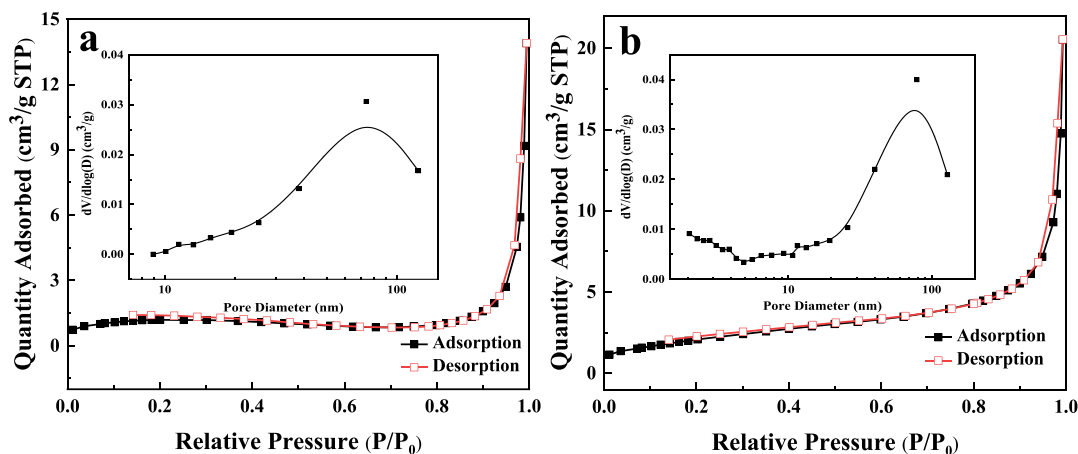 a
Quantity Adsorbed (cm³/g STP)
15
12
9
6
3
0
0.0 0.2 0.4 0.6 0.8 1.0
Relative Pressure (P/P₀)
Adsorption
Desorption
dV/dlog(D) (cm³/g)
0.04
0.03
0.02
0.01
0.00
10 100
Pore Diameter (nm)
b
Quantity Adsorbed (cm³/g STP)
20
15
10
5
0
0.0 0.2 0.4 0.6 0.8 1.0
Relative Pressure (P/P₀)
Adsorption
Desorption
dV/dlog(D) (cm³/g)
0.04
0.03
0.02
0.01
0.00
10 100
Pore Diameter (nm)